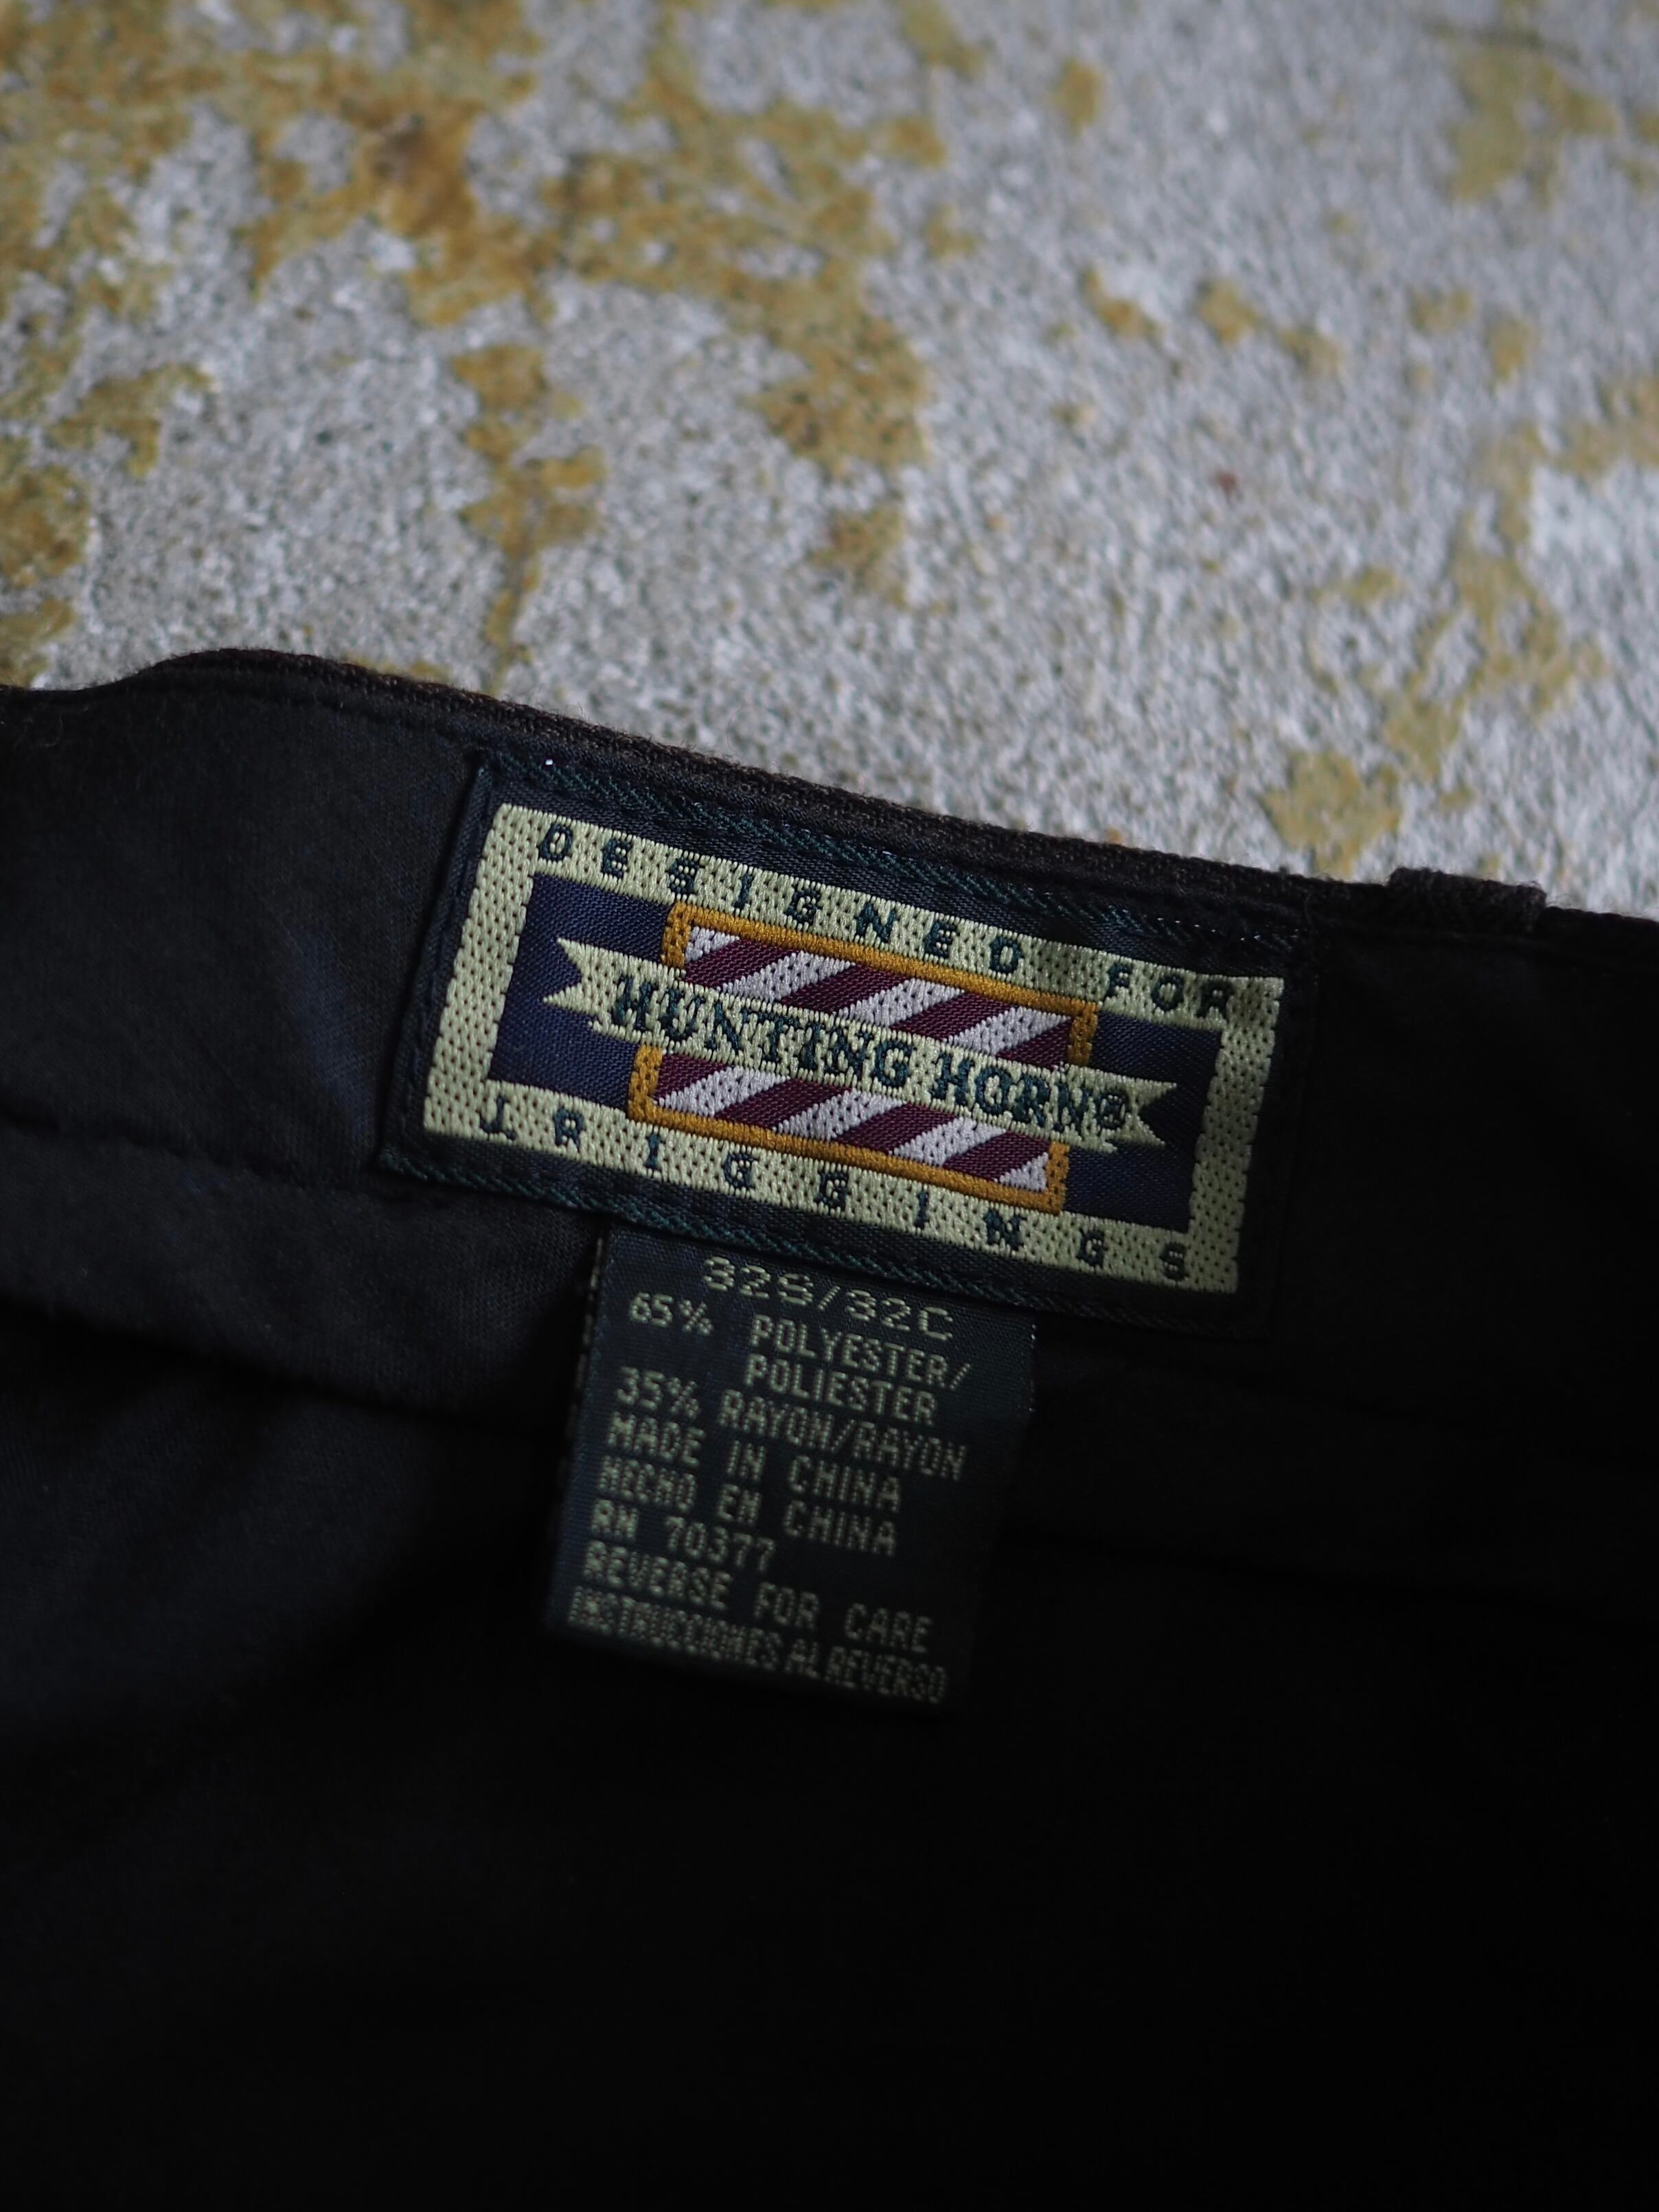 DESIGNED FOR
HUNTING HORN®
J. RIGGINGS
32S/32C
65% POLYESTER/
POLIESTER
35% RAYON/RAYON
MADE IN CHINA
HECHO EN CHINA
RN 70377
REVERSE FOR CARE
INSTRUCCIONES AL REVERSO